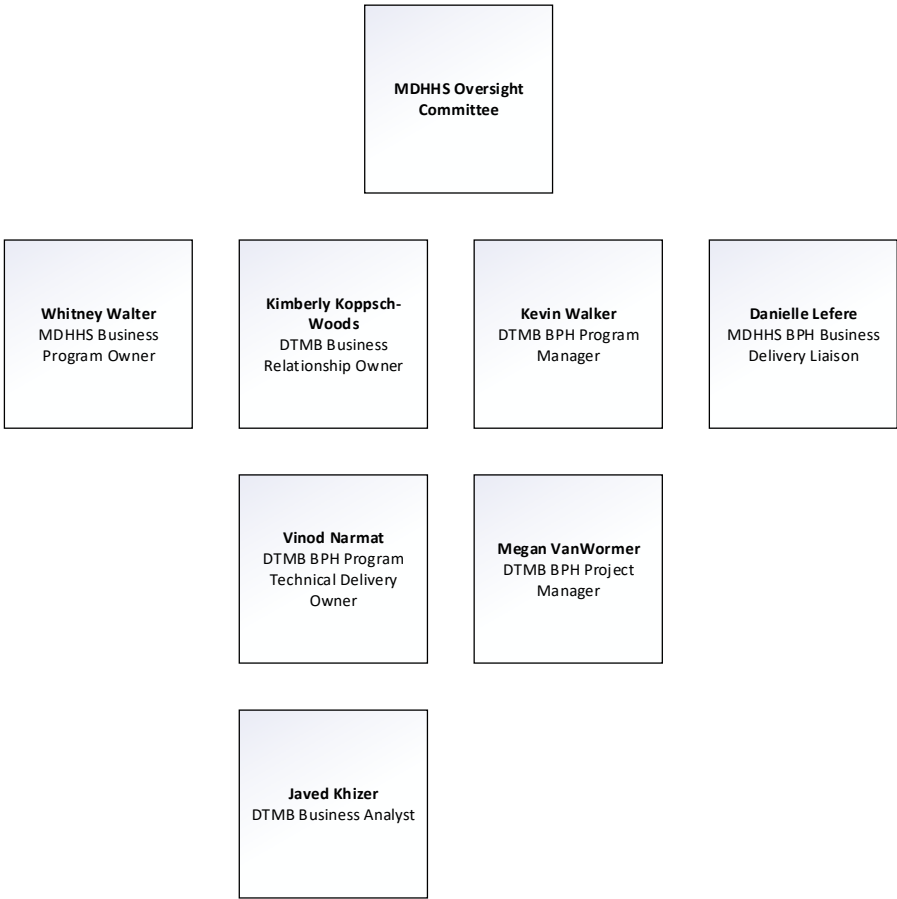 MDHHS Oversight
Committee
Whitney Walter
MDHHS Business
Program Owner
Kimberly Koppsch-
Woods
DTMB Business
Relationship Owner
Kevin Walker
DTMB BPH Program
Manager
Danielle Lefere
MDHHS BPH Business
Delivery Liaison
Vinod Narmat
DTMB BPH Program
Technical Delivery
Owner
Megan VanWormer
DTMB BPH Project
Manager
Javed Khizer
DTMB Business Analyst